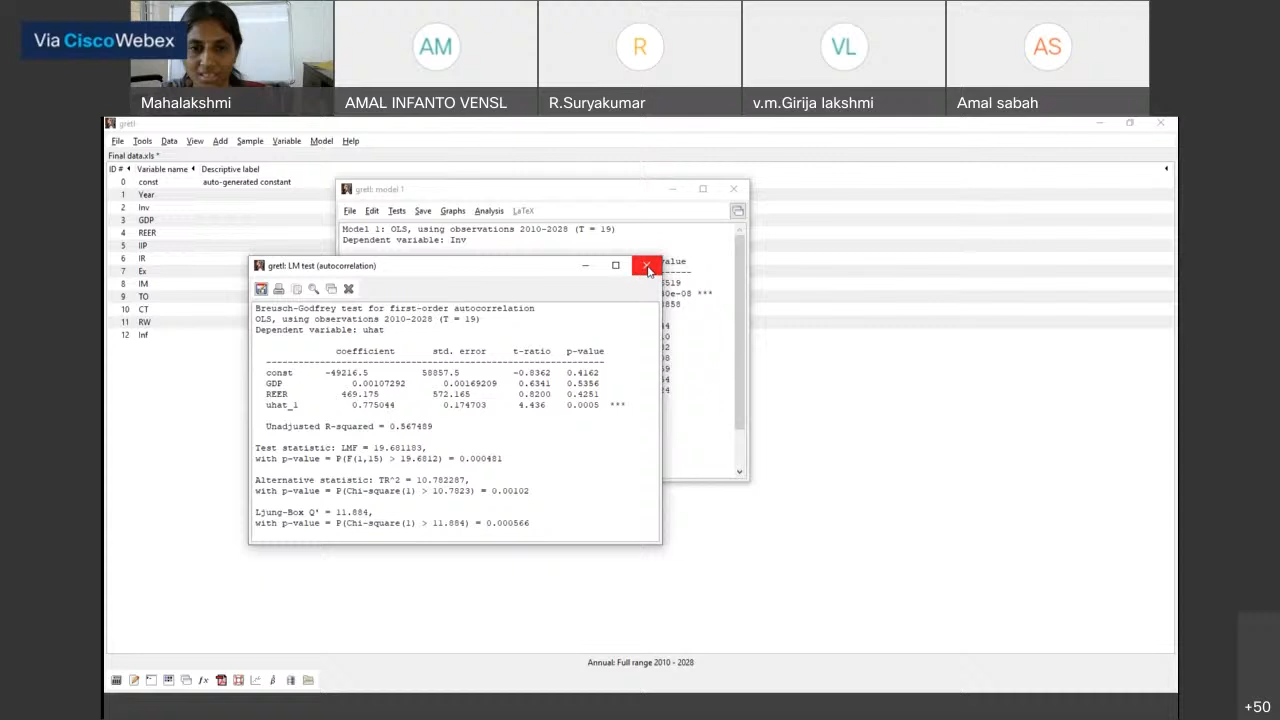 Via CiscoWebex
AM
R
VL
AS
Mahalakshmi
AMAL INFANTO VENSL
R.Suryakumar
v.m.Girija lakshmi
Amal sabah
gretl
File Tools Data View Add Sample Variable Model Help
Final data.xls *
ID # Variable name Descriptive label
0 const auto-generated constant
1 Year
2 Inv
3 GDP
4 REER
5 IIP
6 IR
7 Ex
8 IM
9 TO
10 CT
11 RW
12 Inf
gretl: model 1
File Edit Tests Save Graphs Analysis LaTeX
Model 1: OLS, using observations 2010-2028 (T = 19)
Dependent variable: Inv
value
------
519
0e-08 ***
858
gretl: LM test (autocorrelation)
Breusch-Godfrey test for first-order autocorrelation
OLS, using observations 2010-2028 (T = 19)
Dependent variable: uhat
coefficient std. error t-ratio p-value
const -49216.5 58857.5 -0.8362 0.4162
GDP 0.00107292 0.00169209 0.6341 0.5356
REER 469.175 572.165 0.8200 0.4251
uhat_1 0.775044 0.174703 4.436 0.0005 ***
Unadjusted R-squared = 0.567489
Test statistic: LMF = 19.681183,
with p-value = P(F(1,15) > 19.6812) = 0.000481
Alternative statistic: TR^2 = 10.782287,
with p-value = P(Chi-square(1) > 10.7823) = 0.00102
Ljung-Box Q' = 11.884,
with p-value = P(Chi-square(1) > 11.884) = 0.000566
Annual: Full range 2010 - 2028
+50